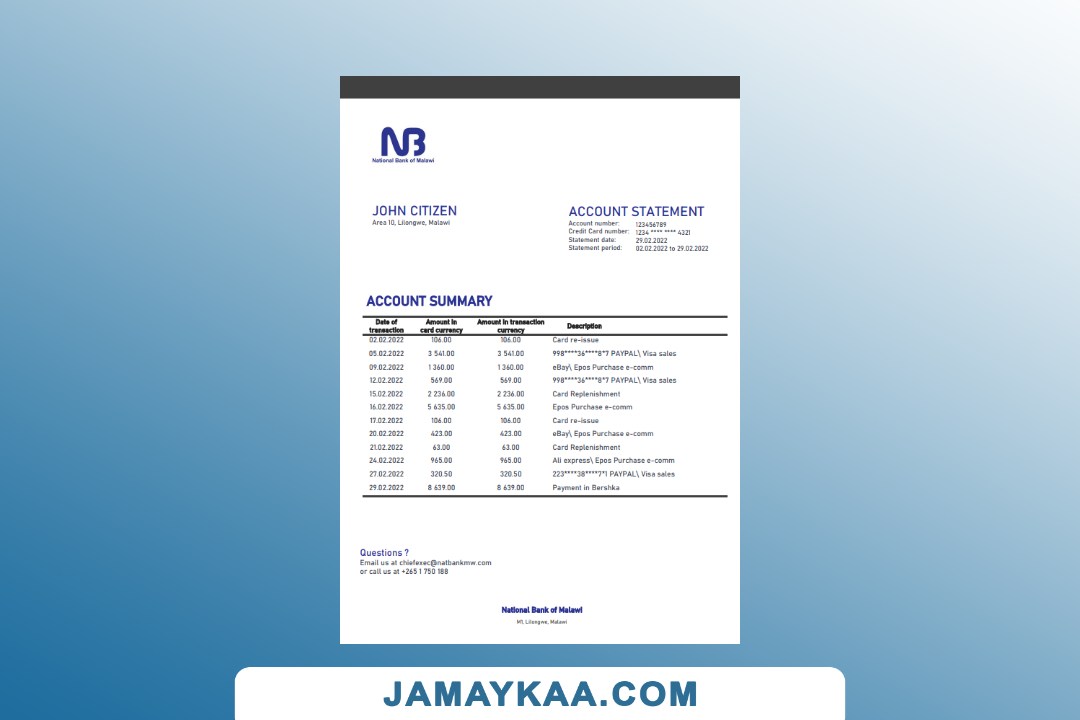 NB
National Bank of Malawi
JOHN CITIZEN
Area 10, Lilongwe, Malawi
ACCOUNT STATEMENT
Account number: 123456789
Credit Card number: 1234 **** **** 4321
Statement date: 29.02.2022
Statement period: 02.02.2022 to 29.02.2022
ACCOUNT SUMMARY
Date of transaction Amount in card currency Amount in transaction currency Description
02.02.2022 106.00 106.00 Card re-issue
05.02.2022 3 541.00 3 541.00 998****36****8*7 PAYPAL\ Visa sales
09.02.2022 1 360.00 1 360.00 eBay\ Epos Purchase e-comm
12.02.2022 569.00 569.00 998****36****8*7 PAYPAL\ Visa sales
15.02.2022 2 236.00 2 236.00 Card Replenishment
16.02.2022 5 635.00 5 635.00 Epos Purchase e-comm
17.02.2022 106.00 106.00 Card re-issue
20.02.2022 423.00 423.00 eBay\ Epos Purchase e-comm
21.02.2022 63.00 63.00 Card Replenishment
24.02.2022 965.00 965.00 Ali express\ Epos Purchase e-comm
27.02.2022 320.50 320.50 223****38****7*1 PAYPAL\ Visa sales
29.02.2022 8 639.00 8 639.00 Payment in Bershka
Questions ?
Email us at chiefexec@natbankmw.com
or call us at +265 1 750 188
National Bank of Malawi
M1, Lilongwe, Malawi
JAMAYKAA.COM